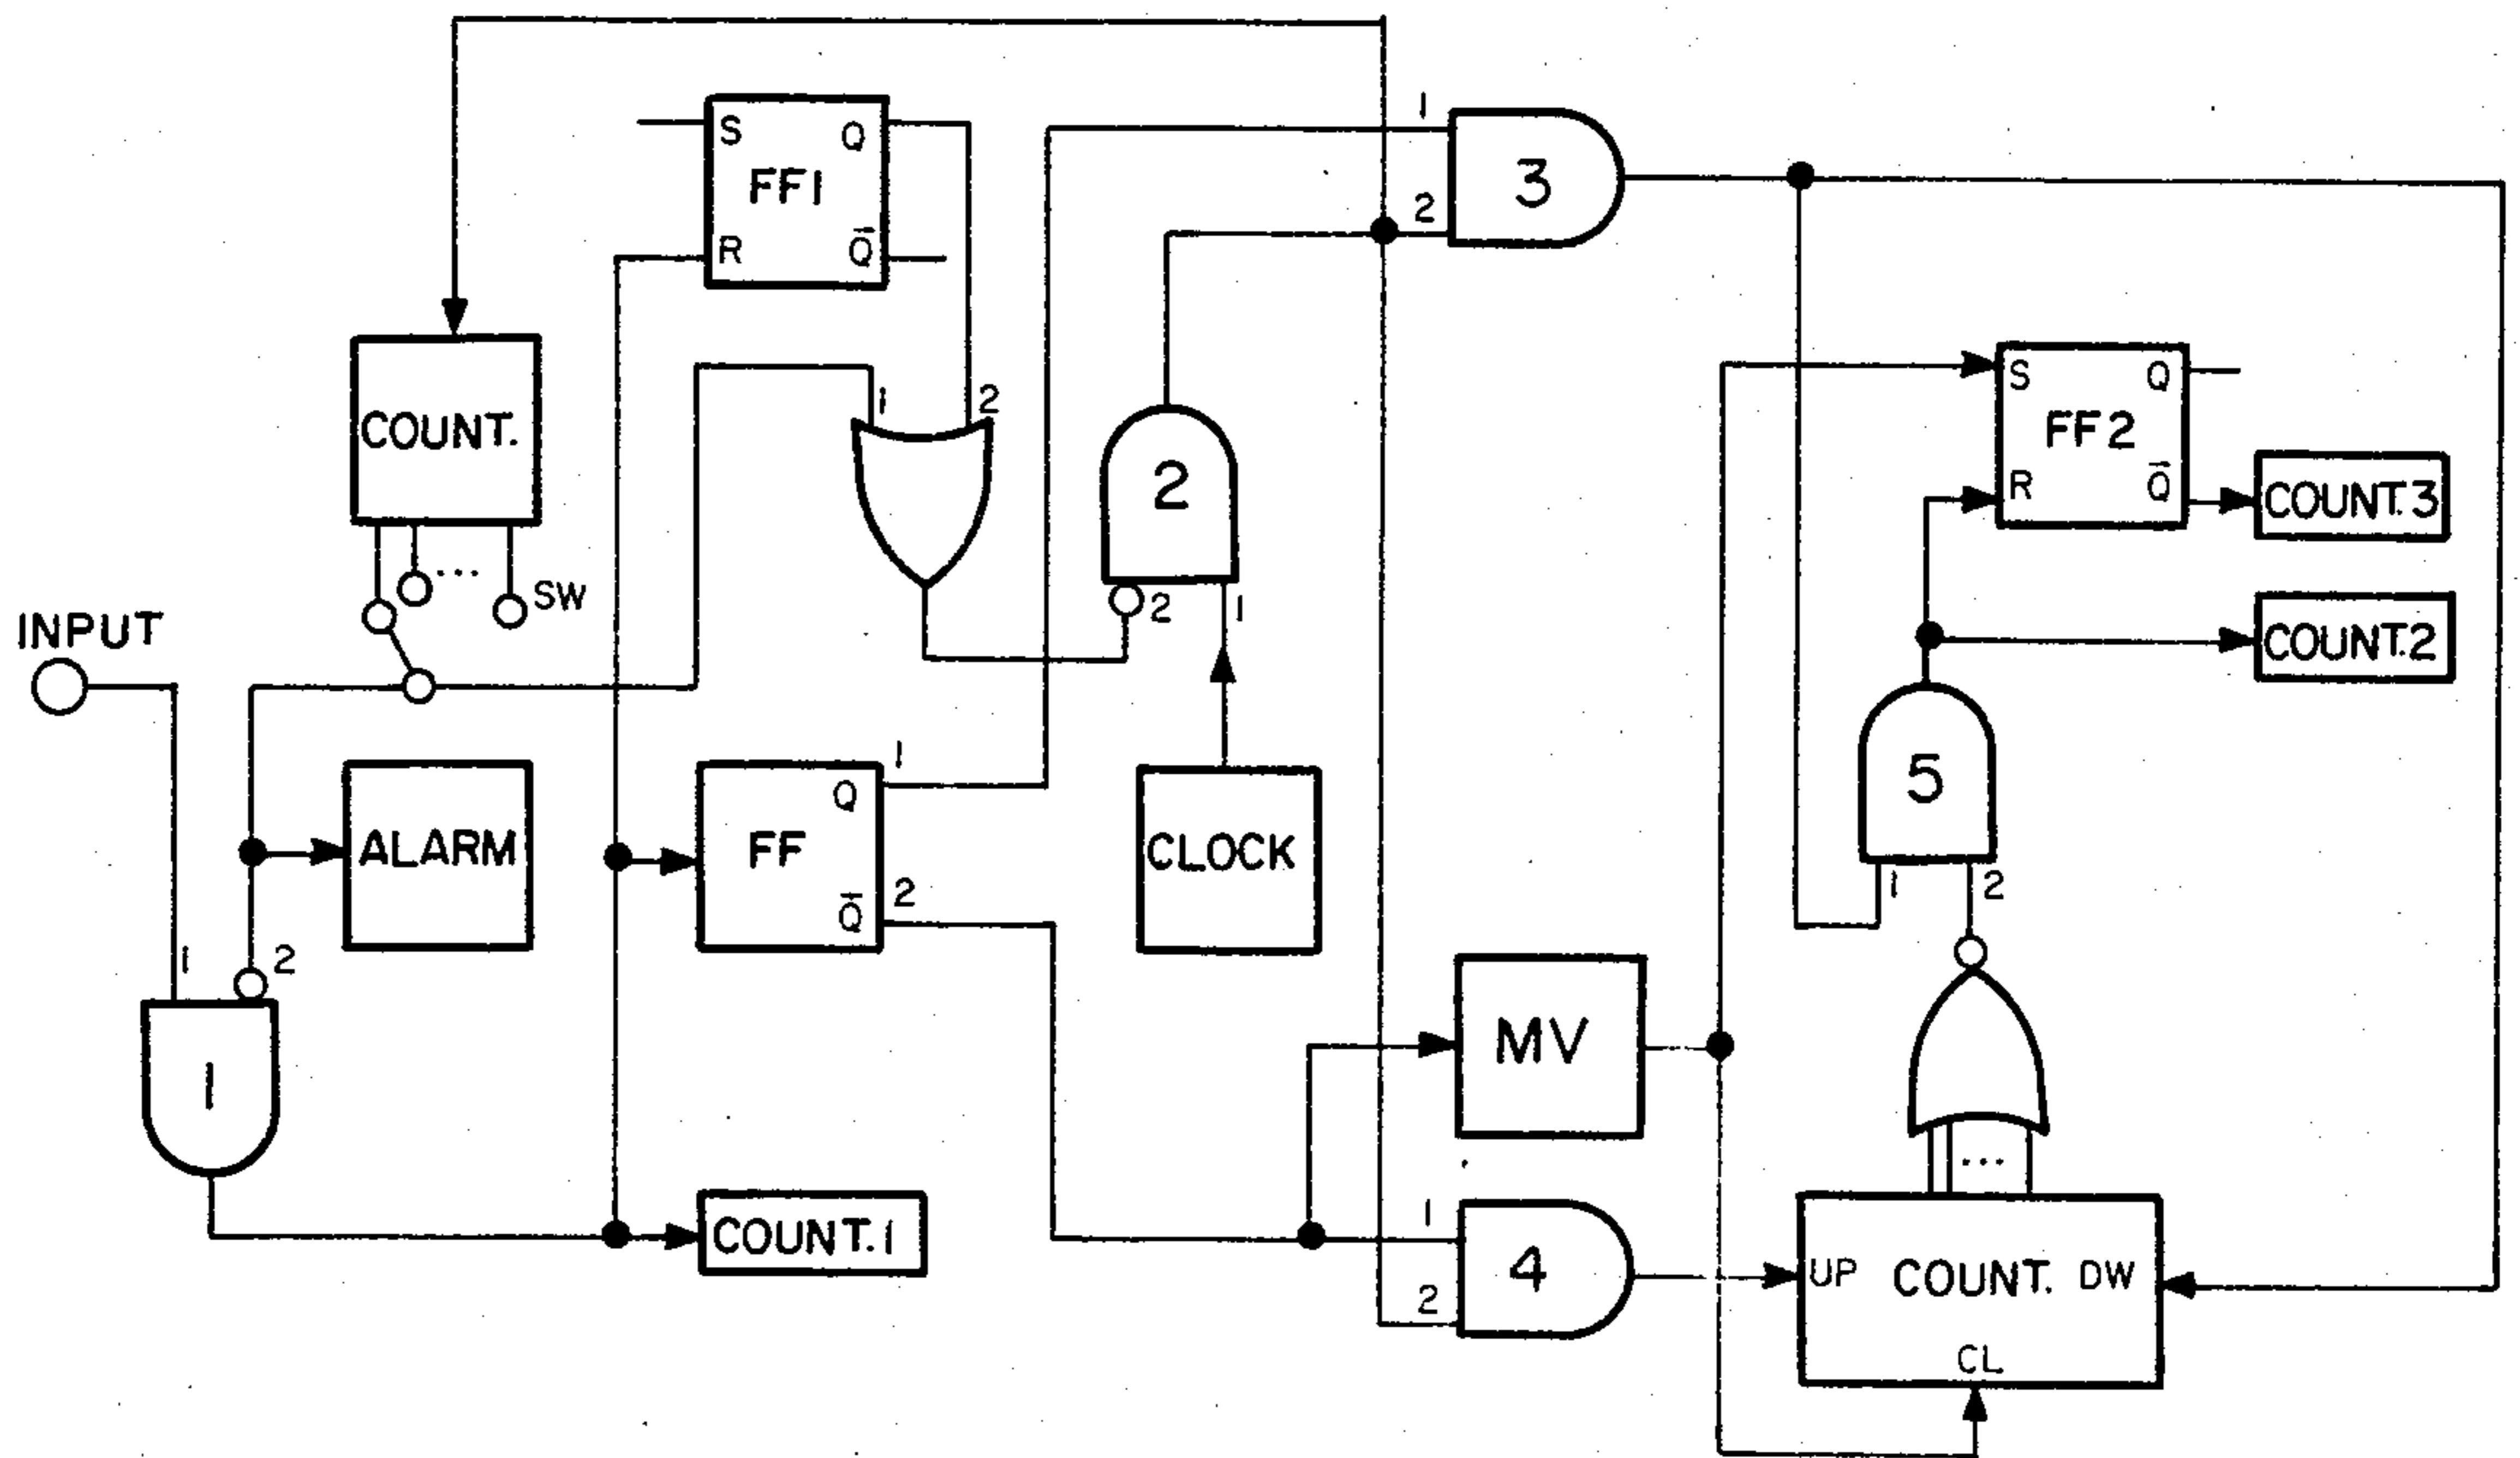 1
S Q
FF1
R Q̄
3
2
COUNT.
1 2
S Q
FF2
R Q̄
COUNT.3
2
...
SW
2 1
INPUT
COUNT.2
1
Q
FF
Q̄
2
ALARM
CLOCK
5
1 2
1 2
MV
1
...
COUNT.1
1
4
2
UP COUNT. DW
CL